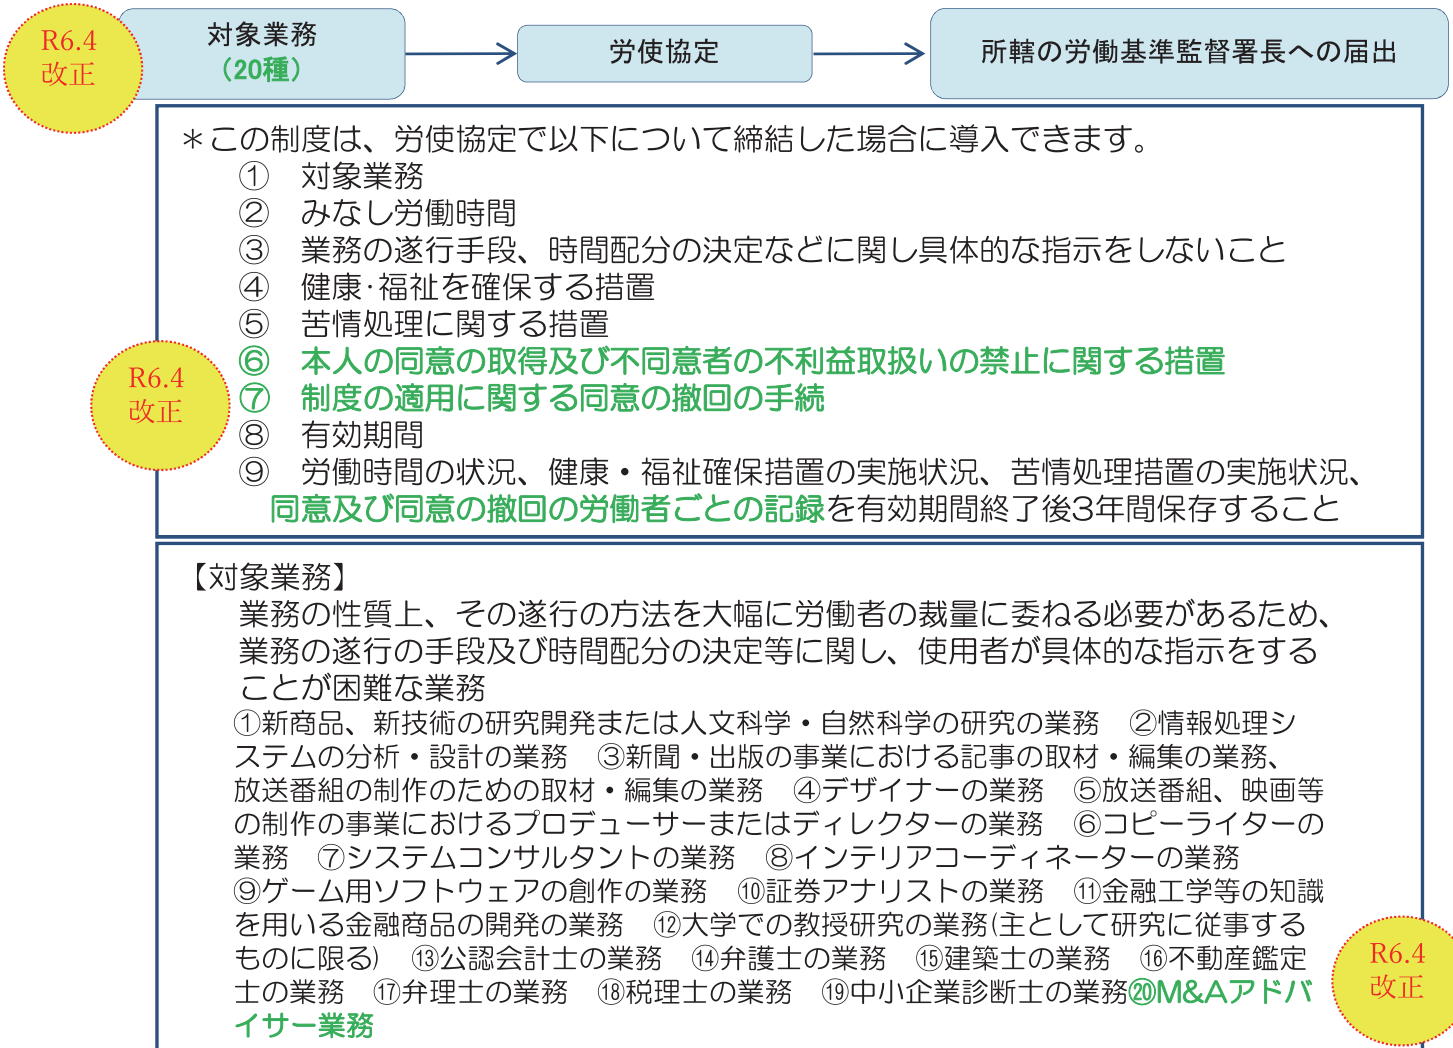 R6.4
改正
対象業務
（20種）
労使協定
所轄の労働基準監督署長への届出
＊この制度は、労使協定で以下について締結した場合に導入できます。
①　対象業務
②　みなし労働時間
③　業務の遂行手段、時間配分の決定などに関し具体的な指示をしないこと
④　健康･福祉を確保する措置
⑤　苦情処理に関する措置
R6.4
改正
⑥　本人の同意の取得及び不同意者の不利益取扱いの禁止に関する措置
⑦　制度の適用に関する同意の撤回の手続
⑧　有効期間
⑨　労働時間の状況、健康・福祉確保措置の実施状況、苦情処理措置の実施状況、
同意及び同意の撤回の労働者ごとの記録を有効期間終了後3年間保存すること
【対象業務】
業務の性質上、その遂行の方法を大幅に労働者の裁量に委ねる必要があるため、
業務の遂行の手段及び時間配分の決定等に関し、使用者が具体的な指示をする
ことが困難な業務
①新商品、新技術の研究開発または人文科学・自然科学の研究の業務　②情報処理シ
ステムの分析・設計の業務　③新聞・出版の事業における記事の取材・編集の業務、
放送番組の制作のための取材・編集の業務　④デザイナーの業務　⑤放送番組、映画等
の制作の事業におけるプロデューサーまたはディレクターの業務　⑥コピーライターの
業務　⑦システムコンサルタントの業務　⑧インテリアコーディネーターの業務
⑨ゲーム用ソフトウェアの創作の業務　⑩証券アナリストの業務　⑪金融工学等の知識
を用いる金融商品の開発の業務　⑫大学での教授研究の業務(主として研究に従事する
ものに限る)　⑬公認会計士の業務　⑭弁護士の業務　⑮建築士の業務　⑯不動産鑑定
士の業務　⑰弁理士の業務　⑱税理士の業務　⑲中小企業診断士の業務⑳M&Aアドバ
イサー業務
R6.4
改正